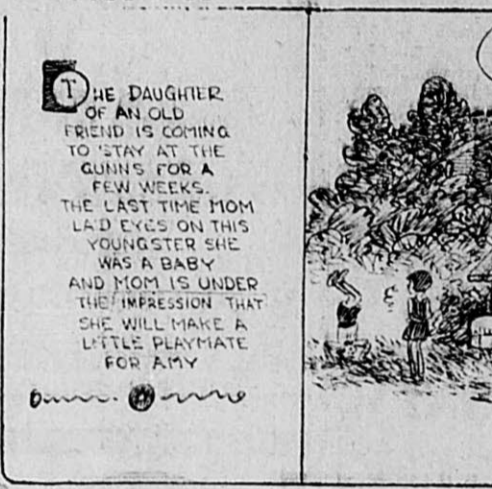 THE DAUGHTER
OF AN OLD
FRIEND IS COMING
TO STAY AT THE
GUNNS FOR A
FEW WEEKS.
THE LAST TIME MOM
LAID EYES ON THIS
YOUNGSTER SHE
WAS A BABY
AND MOM IS UNDER
THE IMPRESSION THAT
SHE WILL MAKE A
LITTLE PLAYMATE
FOR AMY